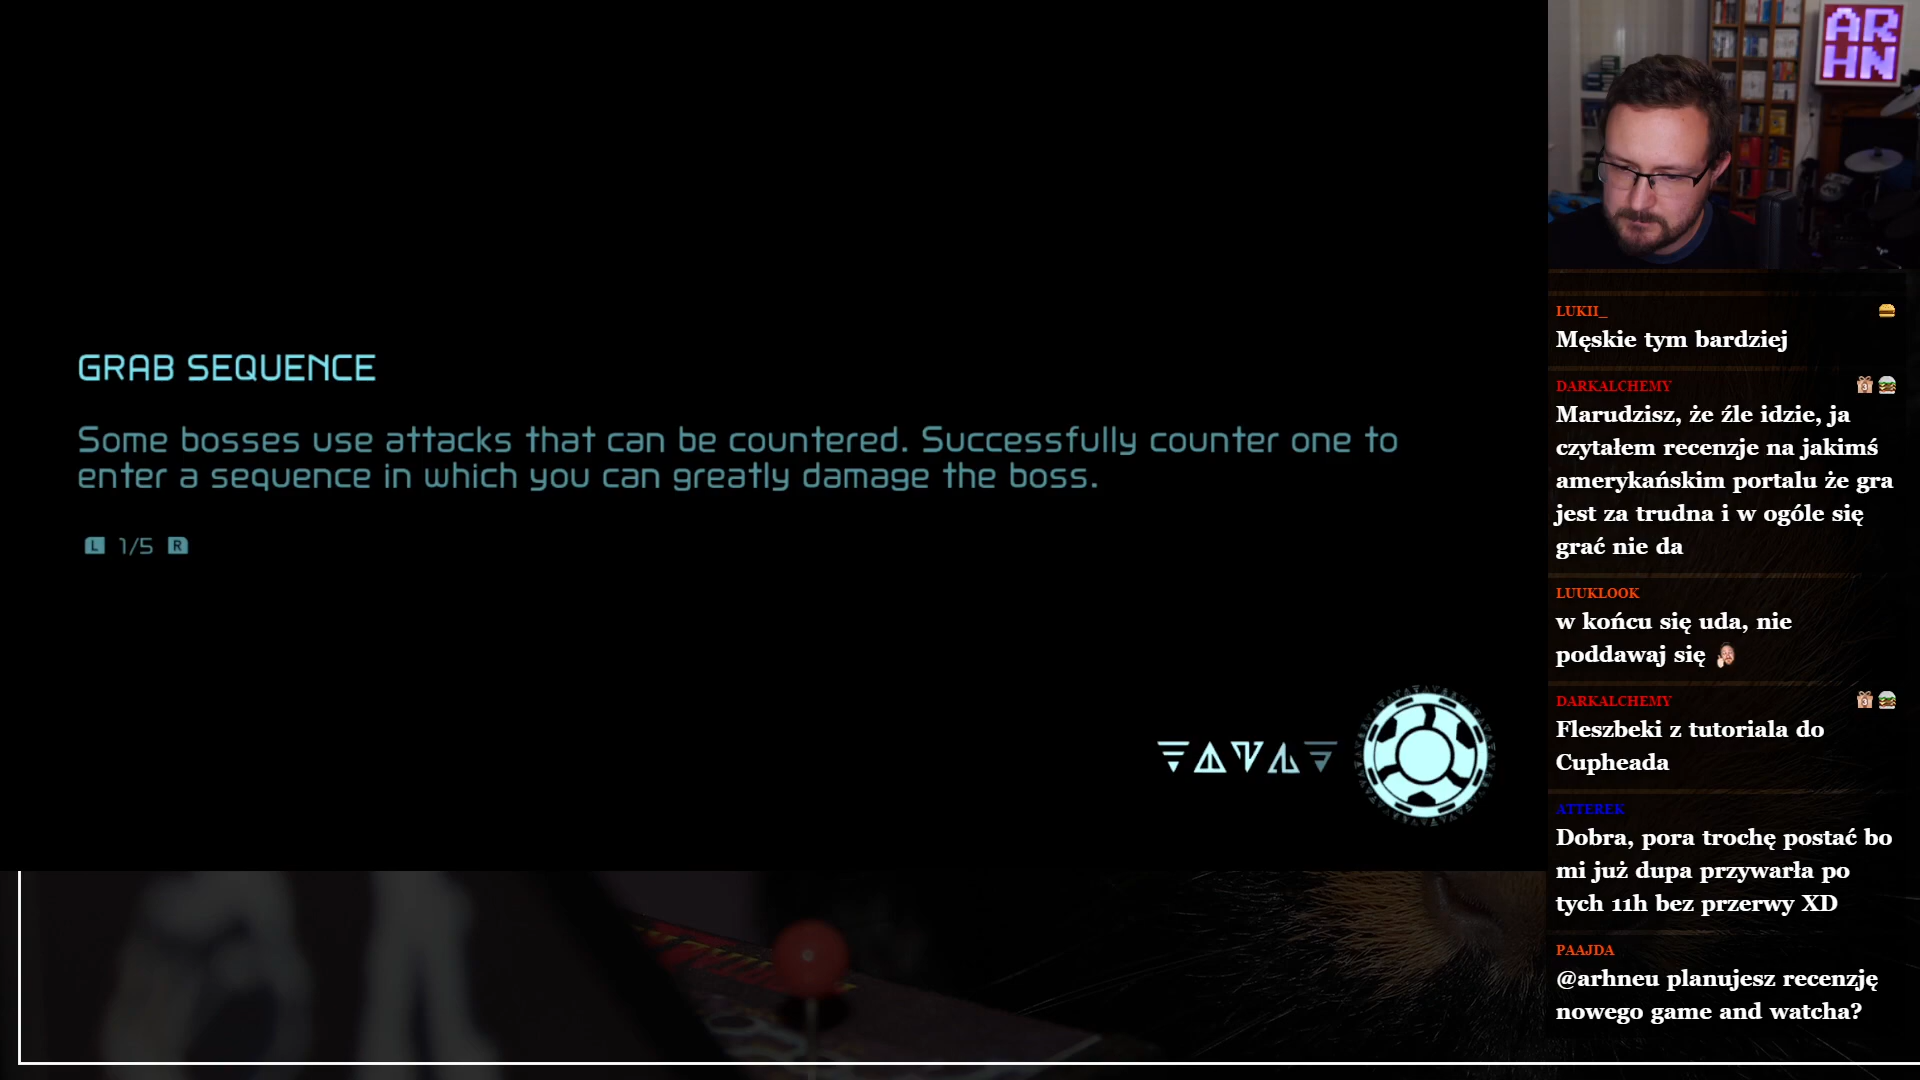 AR
HN
GRAB SEQUENCE
Some bosses use attacks that can be countered. Successfully counter one to
enter a sequence in which you can greatly damage the boss.
L 1/5 R
LUKII_
Męskie tym bardziej
DARKALCHEMY
Marudzisz, że źle idzie, ja
czytałem recenzje na jakimś
amerykańskim portalu że gra
jest za trudna i w ogóle się
grać nie da
LUUKLOOK
w końcu się uda, nie
poddawaj się
DARKALCHEMY
Fleszbeki z tutoriala do
Cupheada
ATTEREK
Dobra, pora trochę postać bo
mi już dupa przywarła po
tych 11h bez przerwy XD
PAAJDA
@arhneu planujesz recenzję
nowego game and watcha?